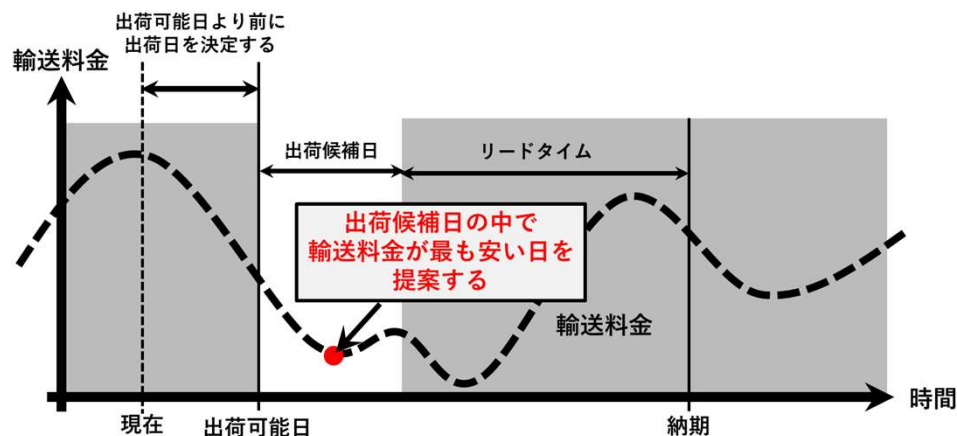 出荷可能日より前に
出荷日を決定する
輸送料金
出荷候補日
リードタイム
出荷候補日の中で
輸送料金が最も安い日を
提案する
輸送料金
時間
現在
出荷可能日
納期